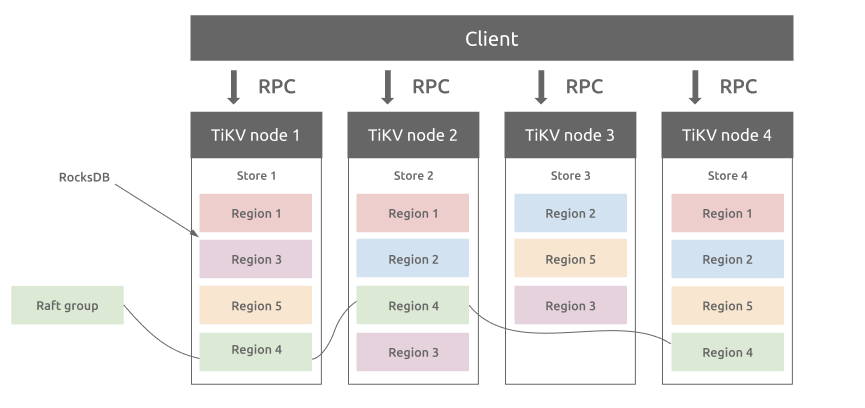 Client
RPC RPC RPC RPC
TiKV node 1 TiKV node 2 TiKV node 3 TiKV node 4
Store 1 Store 2 Store 3 Store 4
RocksDB
Region 1 Region 1 Region 2 Region 1
Region 3 Region 2 Region 5 Region 2
Raft group
Region 5 Region 4 Region 3 Region 5
Region 4 Region 3 Region 4